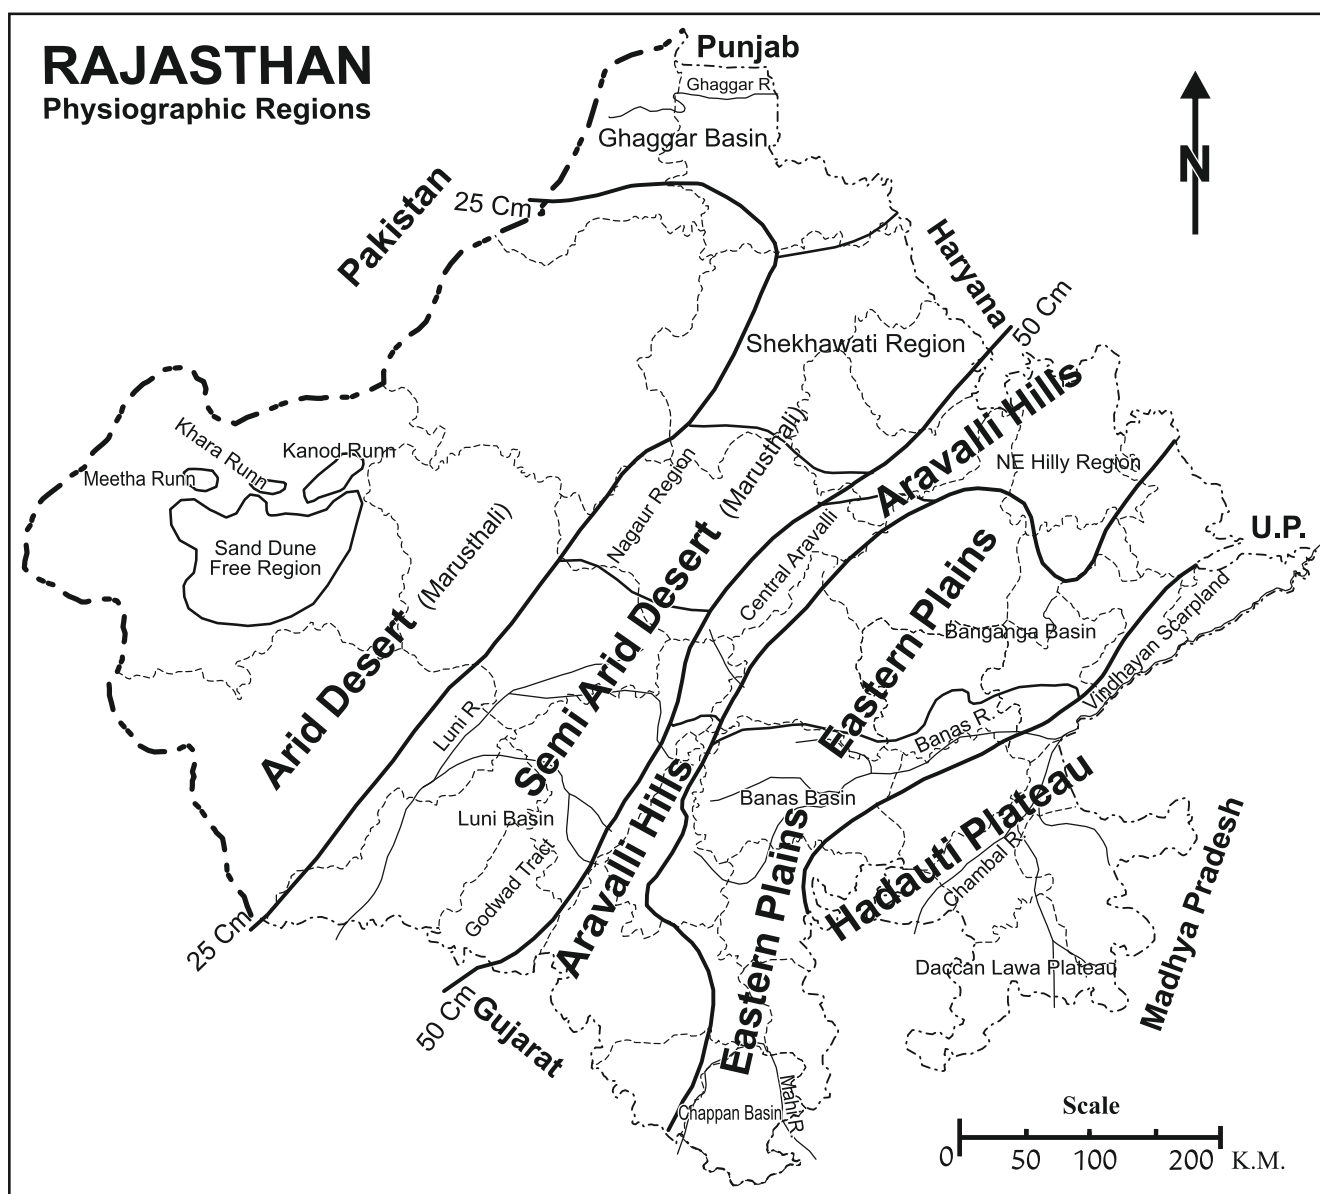 RAJASTHAN
Physiographic Regions
Punjab
Ghaggar R
Ghaggar Basin
N
Pakistan
25 Cm
Haryana
50 Cm
Shekhawati Region
Aravalli Hills
NE Hilly Region
Khara Runn
Kanod Runn
Meetha Runn
Sand Dune
Free Region
Nagaur Region
(Marusthali)
(Marusthali)
Central Aravalli
U.P.
Arid Desert
Semi Arid Desert
Eastern Plains
Banganga Basin
Vindhayan Scarpland
Luni R.
Banas R.
Banas Basin
Luni Basin
Godwad Tract
Aravalli Hills
Eastern Plains
Hadauti Plateau
Chambal R.
Daccan Lawa Plateau
Madhya Pradesh
25 Cm
50 Cm
Gujarat
Chappan Basin
Mahi R
Scale
0 50 100 200 K.M.